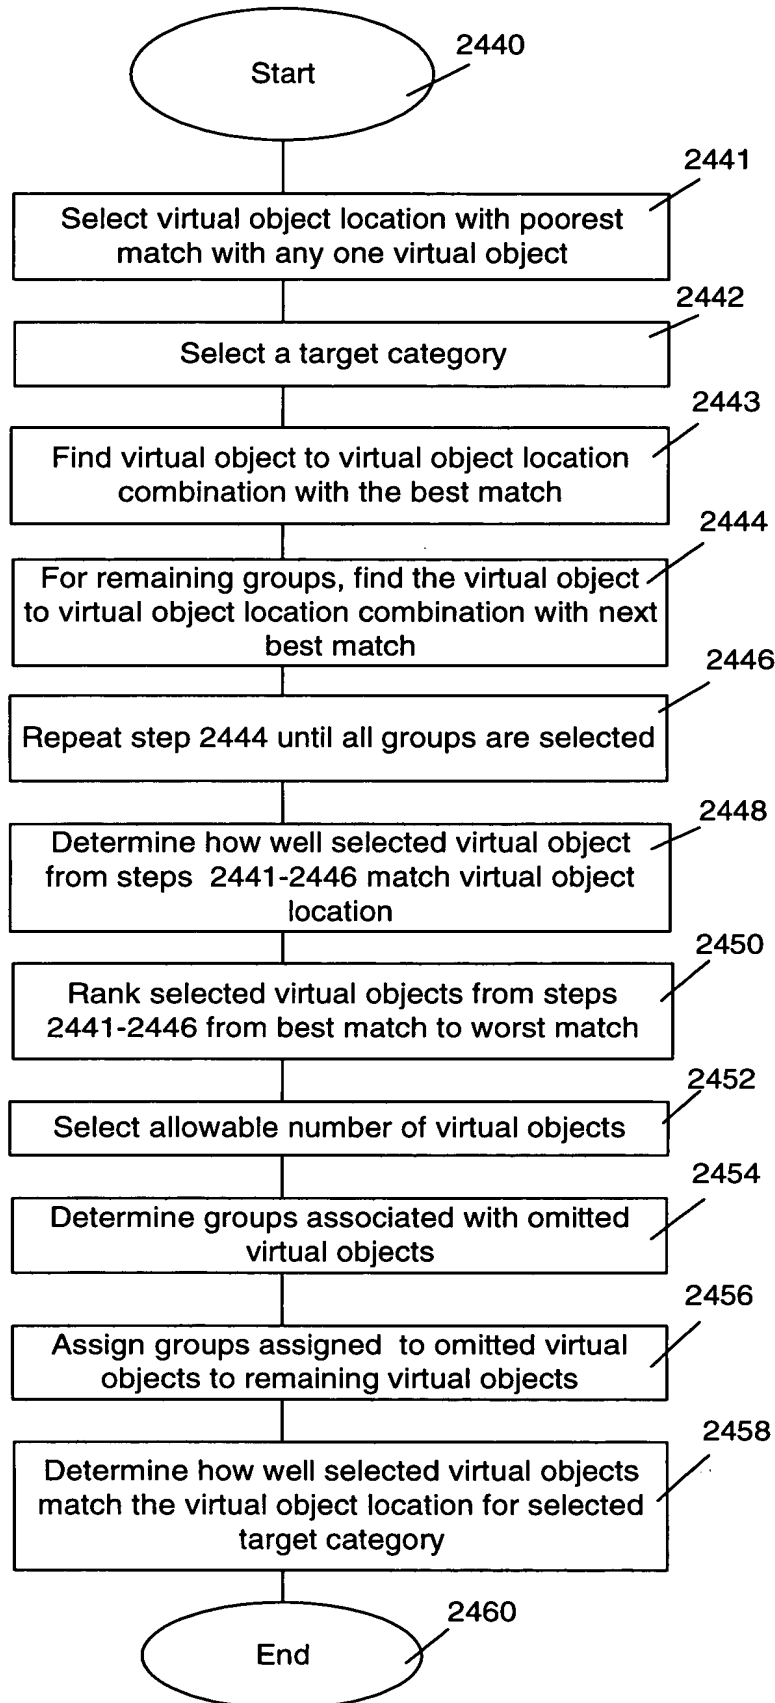 2440
Start
2441
Select virtual object location with poorest
match with any one virtual object
2442
Select a target category
2443
Find virtual object to virtual object location
combination with the best match
2444
For remaining groups, find the virtual object
to virtual object location combination with next
best match
2446
Repeat step 2444 until all groups are selected
2448
Determine how well selected virtual object
from steps 2441-2446 match virtual object
location
2450
Rank selected virtual objects from steps
2441-2446 from best match to worst match
2452
Select allowable number of virtual objects
2454
Determine groups associated with omitted
virtual objects
2456
Assign groups assigned to omitted virtual
objects to remaining virtual objects
2458
Determine how well selected virtual objects
match the virtual object location for selected
target category
2460
End